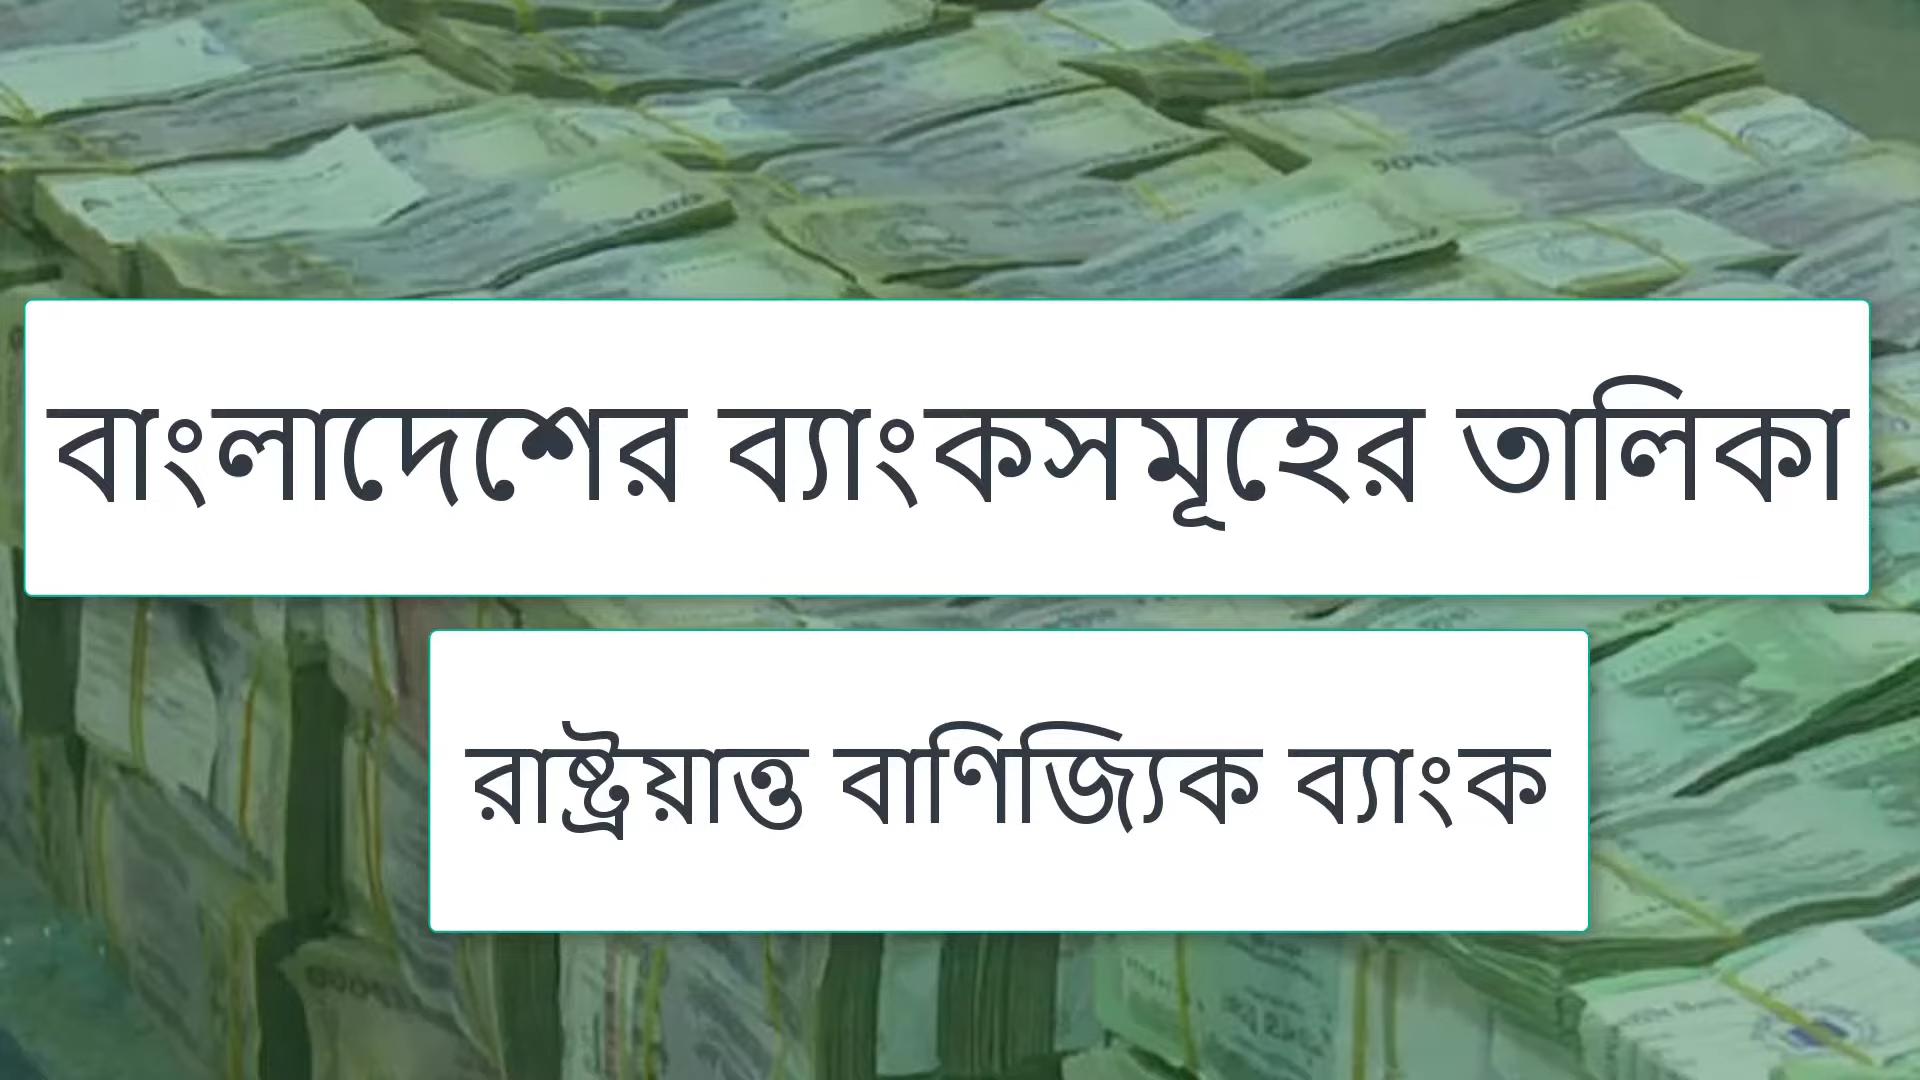 বাংলাদেশের ব্যাংকসমূহের তালিকা
রাষ্ট্রয়াত্ত বাণিজ্যিক ব্যাংক